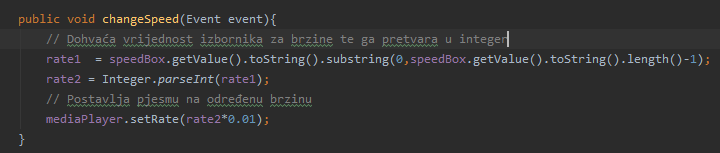 public void changeSpeed(Event event){
// Dohvaća vrijednost izbornika za brzine te ga pretvara u integer
rate1  = speedBox.getValue().toString().substring(0,speedBox.getValue().toString().length()-1);
rate2 = Integer.parseInt(rate1);
// Postavlja pjesmu na određenu brzinu
mediaPlayer.setRate(rate2*0.01);
}